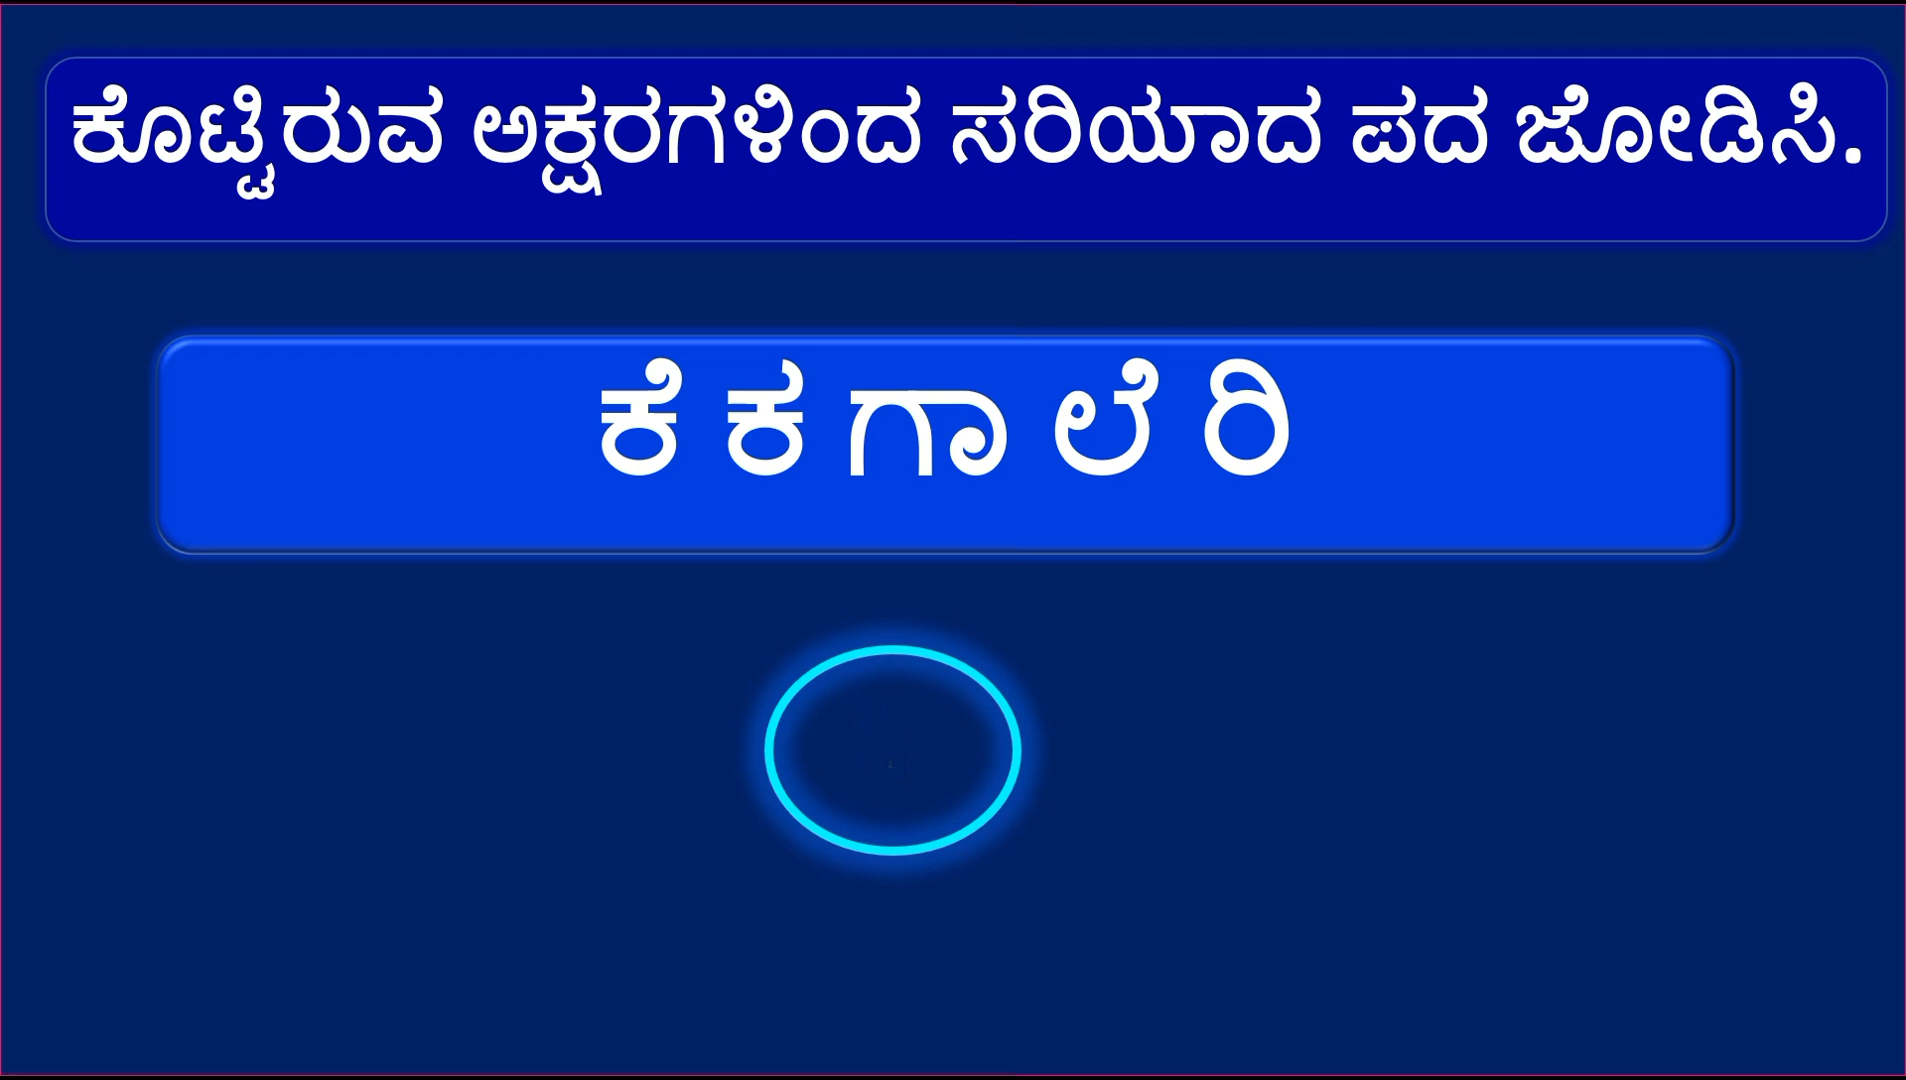 ಕೊಟ್ಟಿರುವ ಅಕ್ಷರಗಳಿಂದ ಸರಿಯಾದ ಪದ ಜೋಡಿಸಿ.
ಕೆ ಕ ಗಾ ಲೆ ರಿ